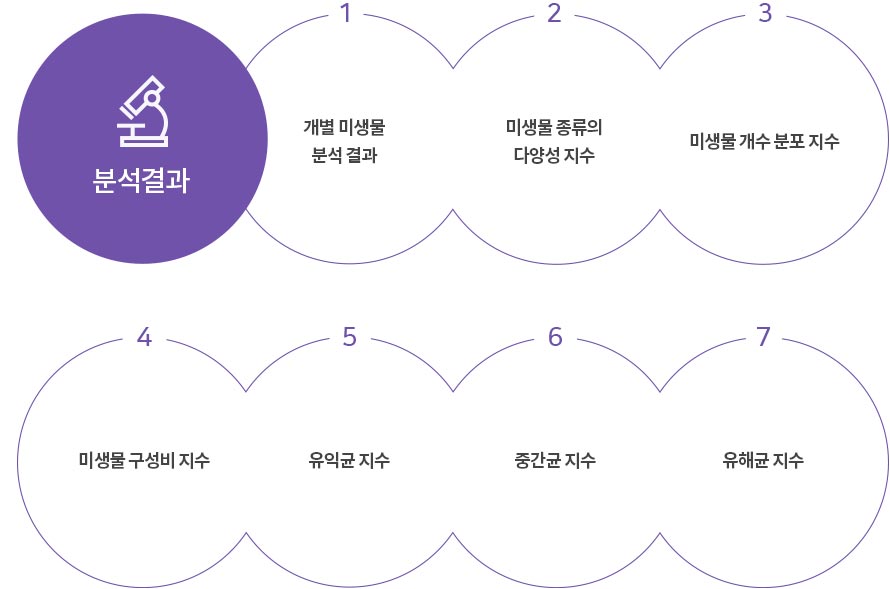 분석결과
1
개별 미생물
분석 결과
2
미생물 종류의
다양성 지수
3
미생물 개수 분포 지수
4
미생물 구성비 지수
5
유익균 지수
6
중간균 지수
7
유해균 지수